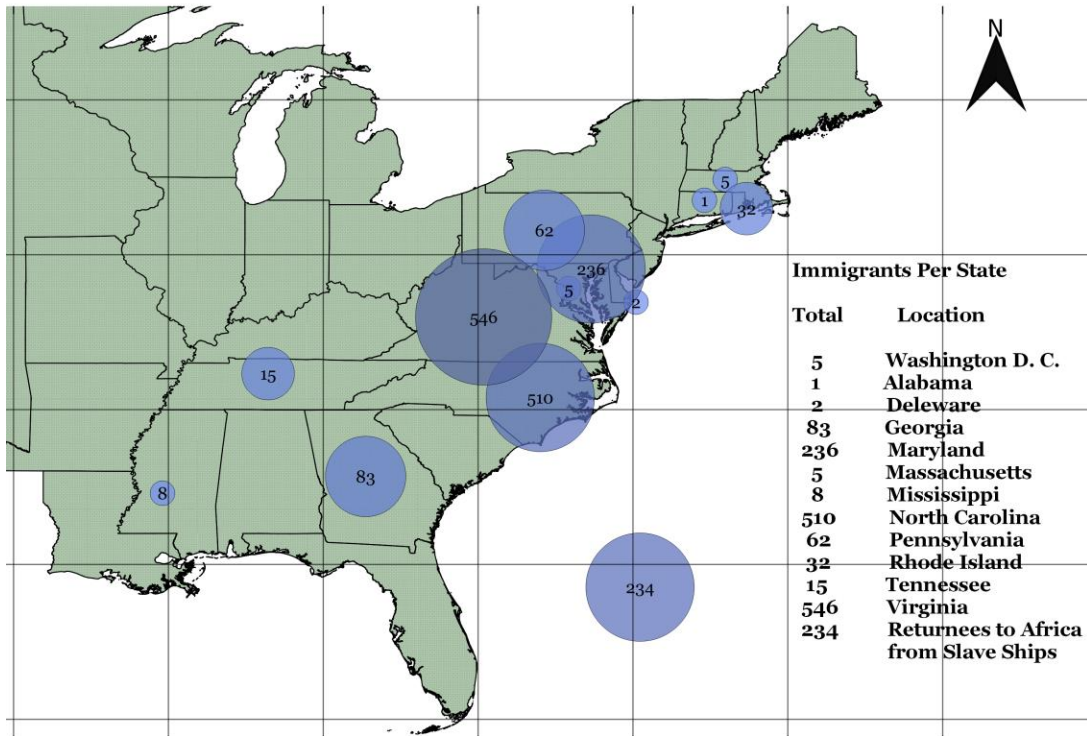 N
5
1
32
62
236
5
2
546
15
510
83
8
234
Immigrants Per State
Total Location
5 Washington D. C.
1 Alabama
2 Deleware
83 Georgia
236 Maryland
5 Massachusetts
8 Mississippi
510 North Carolina
62 Pennsylvania
32 Rhode Island
15 Tennessee
546 Virginia
234 Returnees to Africa
from Slave Ships